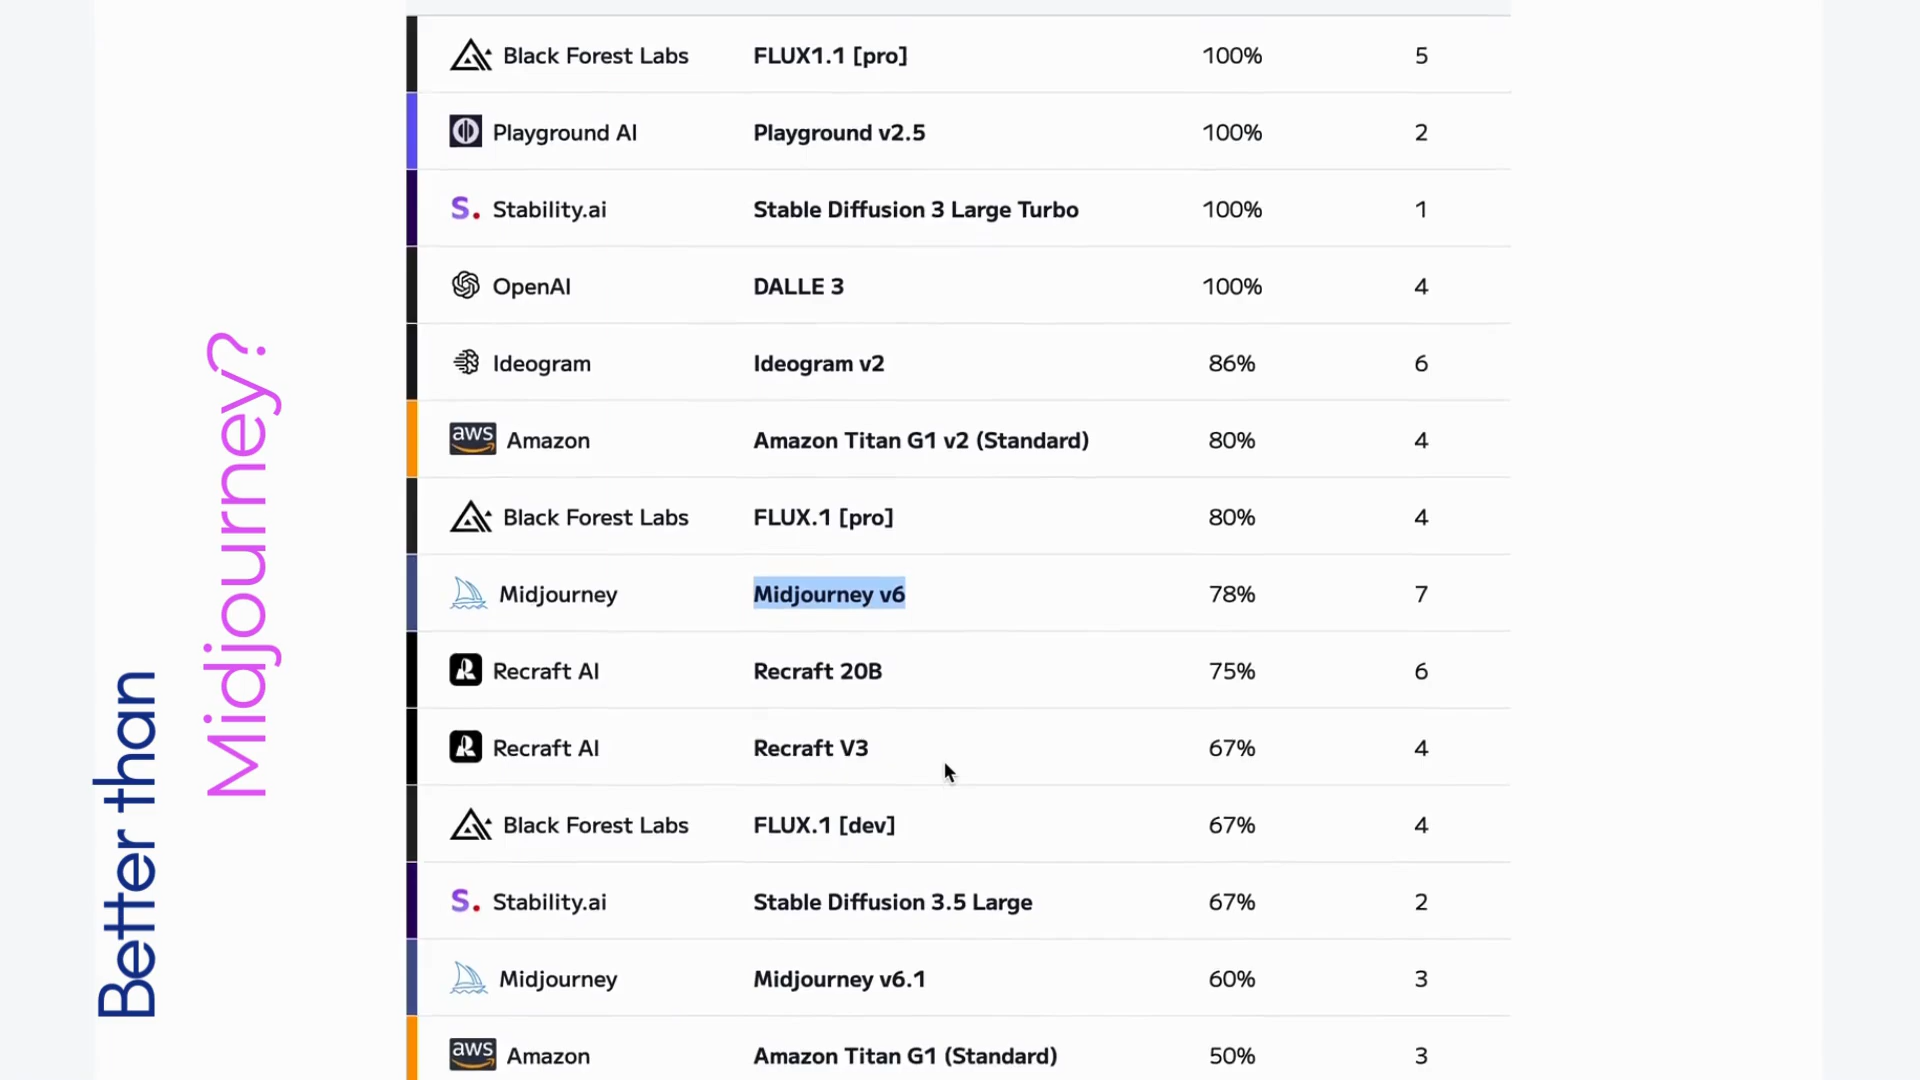 Better than
Midjourney?
Black Forest Labs FLUX1.1 [pro] 100% 5
Playground AI Playground v2.5 100% 2
S. Stability.ai Stable Diffusion 3 Large Turbo 100% 1
OpenAI DALLE 3 100% 4
Ideogram Ideogram v2 86% 6
aws Amazon Amazon Titan G1 v2 (Standard) 80% 4
Black Forest Labs FLUX.1 [pro] 80% 4
Midjourney Midjourney v6 78% 7
Recraft AI Recraft 20B 75% 6
Recraft AI Recraft V3 67% 4
Black Forest Labs FLUX.1 [dev] 67% 4
S. Stability.ai Stable Diffusion 3.5 Large 67% 2
Midjourney Midjourney v6.1 60% 3
aws Amazon Amazon Titan G1 (Standard) 50% 3